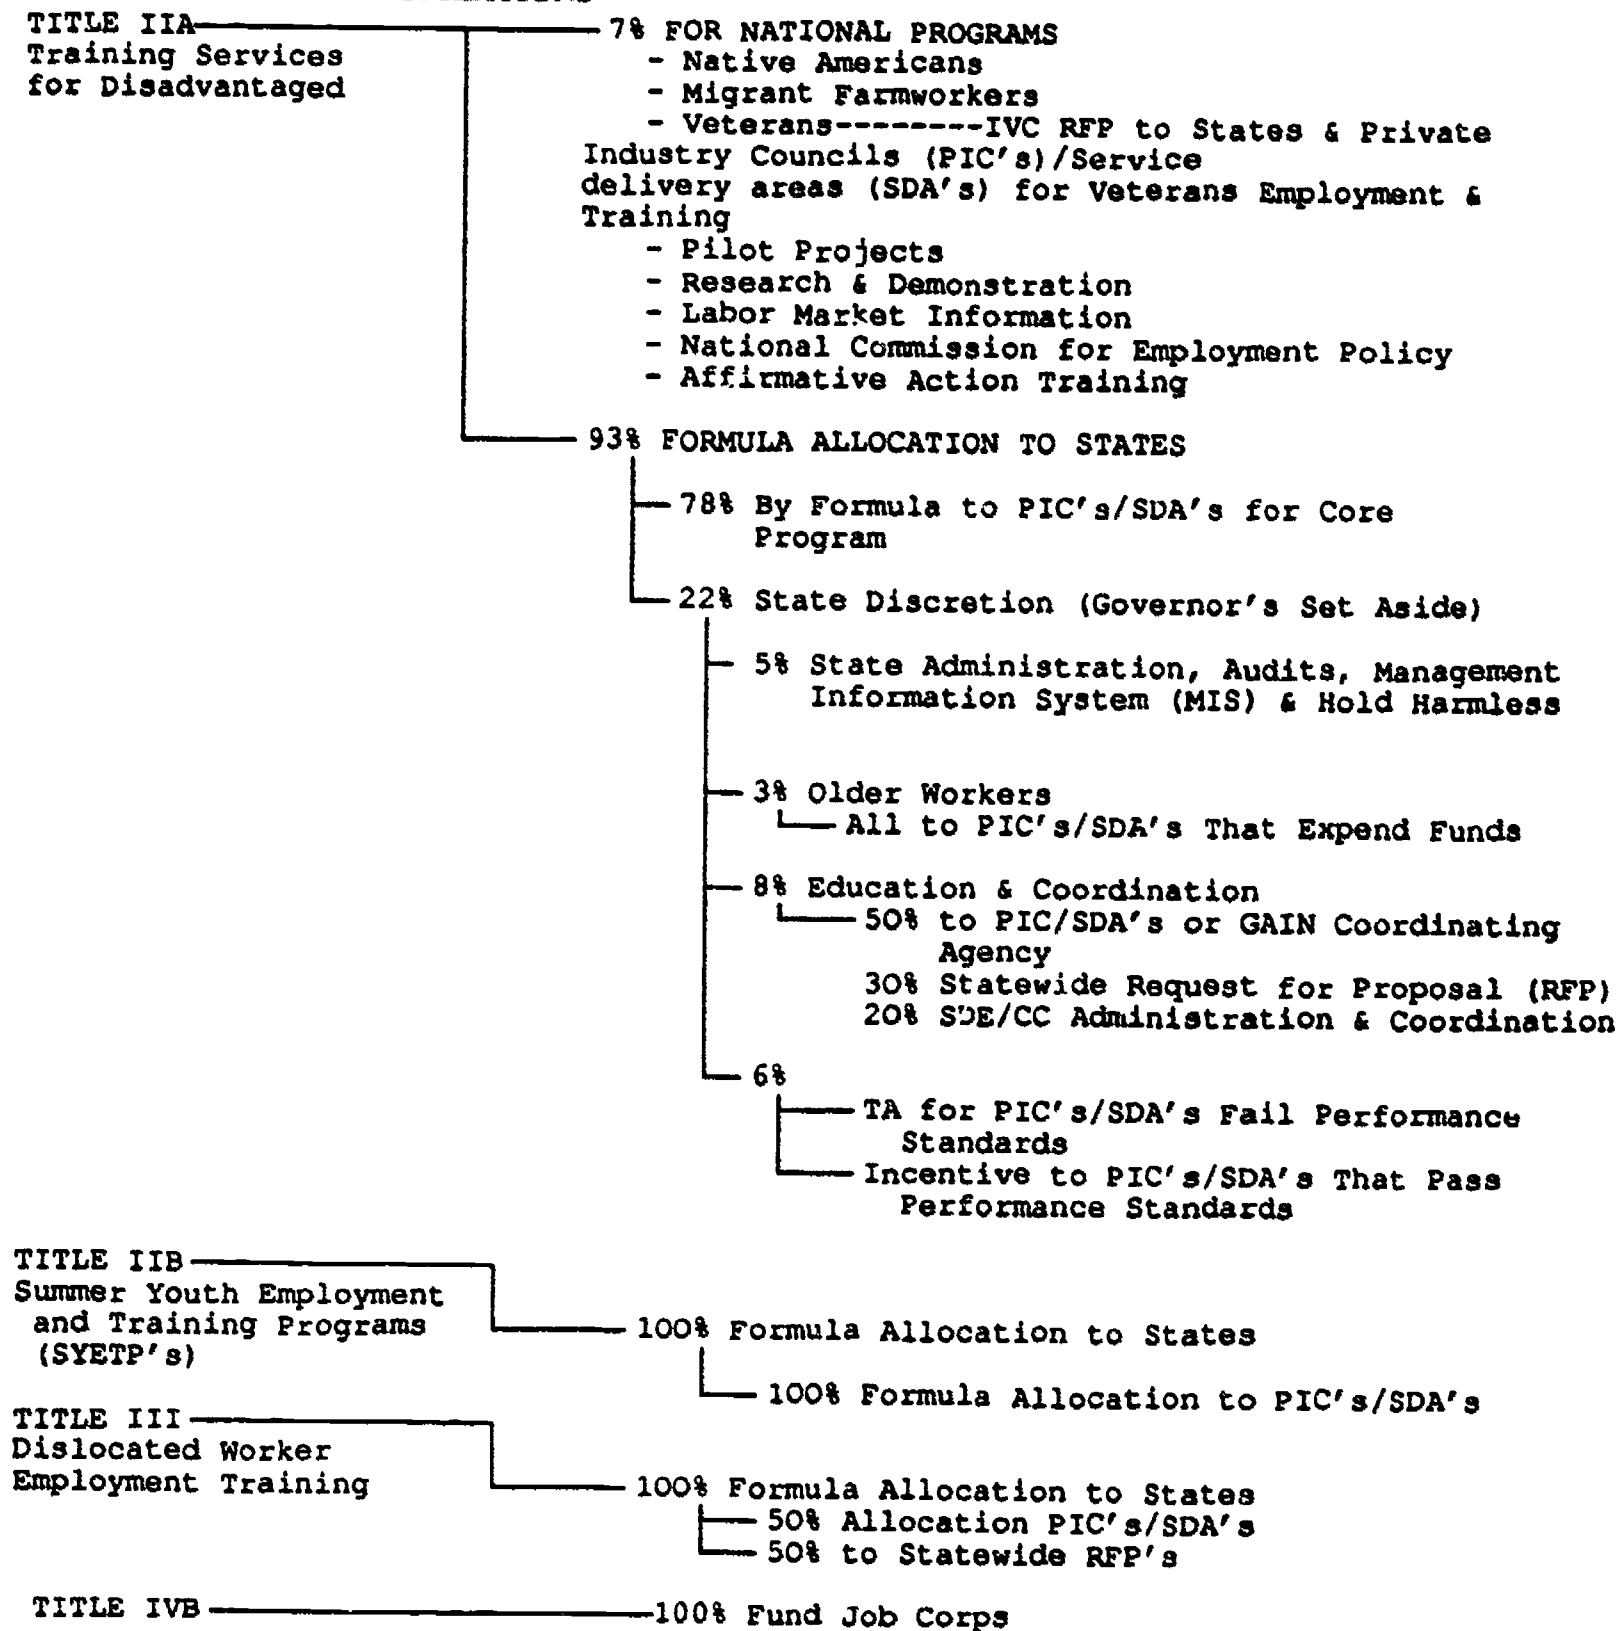 TITLE IIA 7% FOR NATIONAL PROGRAMS
Training Services - Native Americans
for Disadvantaged - Migrant Farmworkers
- Veterans--------IVC RFP to States & Private
Industry Councils (PIC's)/Service
delivery areas (SDA's) for Veterans Employment &
Training
- Pilot Projects
- Research & Demonstration
- Labor Market Information
- National Commission for Employment Policy
- Affirmative Action Training
93% FORMULA ALLOCATION TO STATES
78% By Formula to PIC's/SDA's for Core
Program
22% State Discretion (Governor's Set Aside)
5% State Administration, Audits, Management
Information System (MIS) & Hold Harmless
3% Older Workers
All to PIC's/SDA's That Expend Funds
8% Education & Coordination
50% to PIC/SDA's or GAIN Coordinating
Agency
30% Statewide Request for Proposal (RFP)
20% SDE/CC Administration & Coordination
6%
TA for PIC's/SDA's Fail Performance
Standards
Incentive to PIC's/SDA's That Pass
Performance Standards
TITLE IIB
Summer Youth Employment
and Training Programs
(SYETP's)
100% Formula Allocation to States
100% Formula Allocation to PIC's/SDA's
TITLE III
Dislocated Worker
Employment Training
100% Formula Allocation to States
50% Allocation PIC's/SDA's
50% to Statewide RFP's
TITLE IVB 100% Fund Job Corps